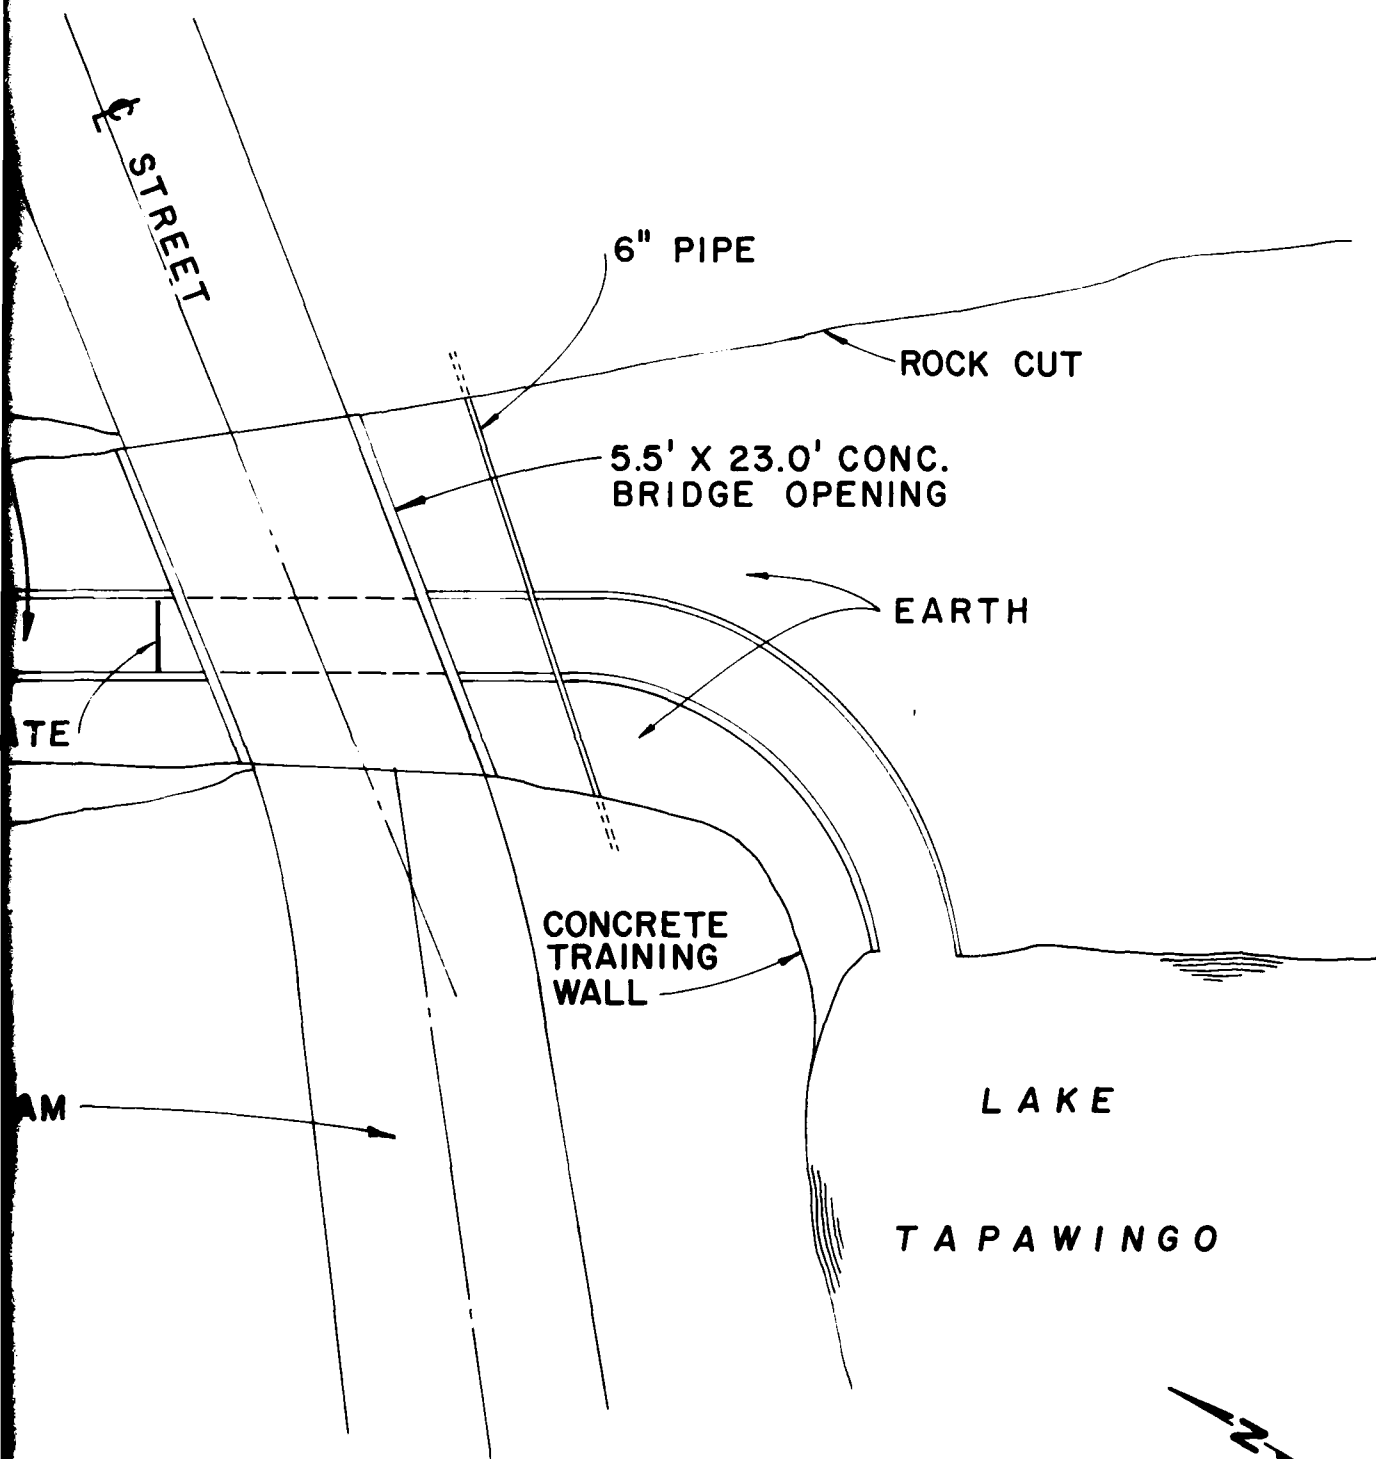 ℄ STREET
6" PIPE
ROCK CUT
5.5' X 23.0' CONC.
BRIDGE OPENING
EARTH
TE
CONCRETE
TRAINING
WALL
AM
LAKE
TAPAWINGO
N